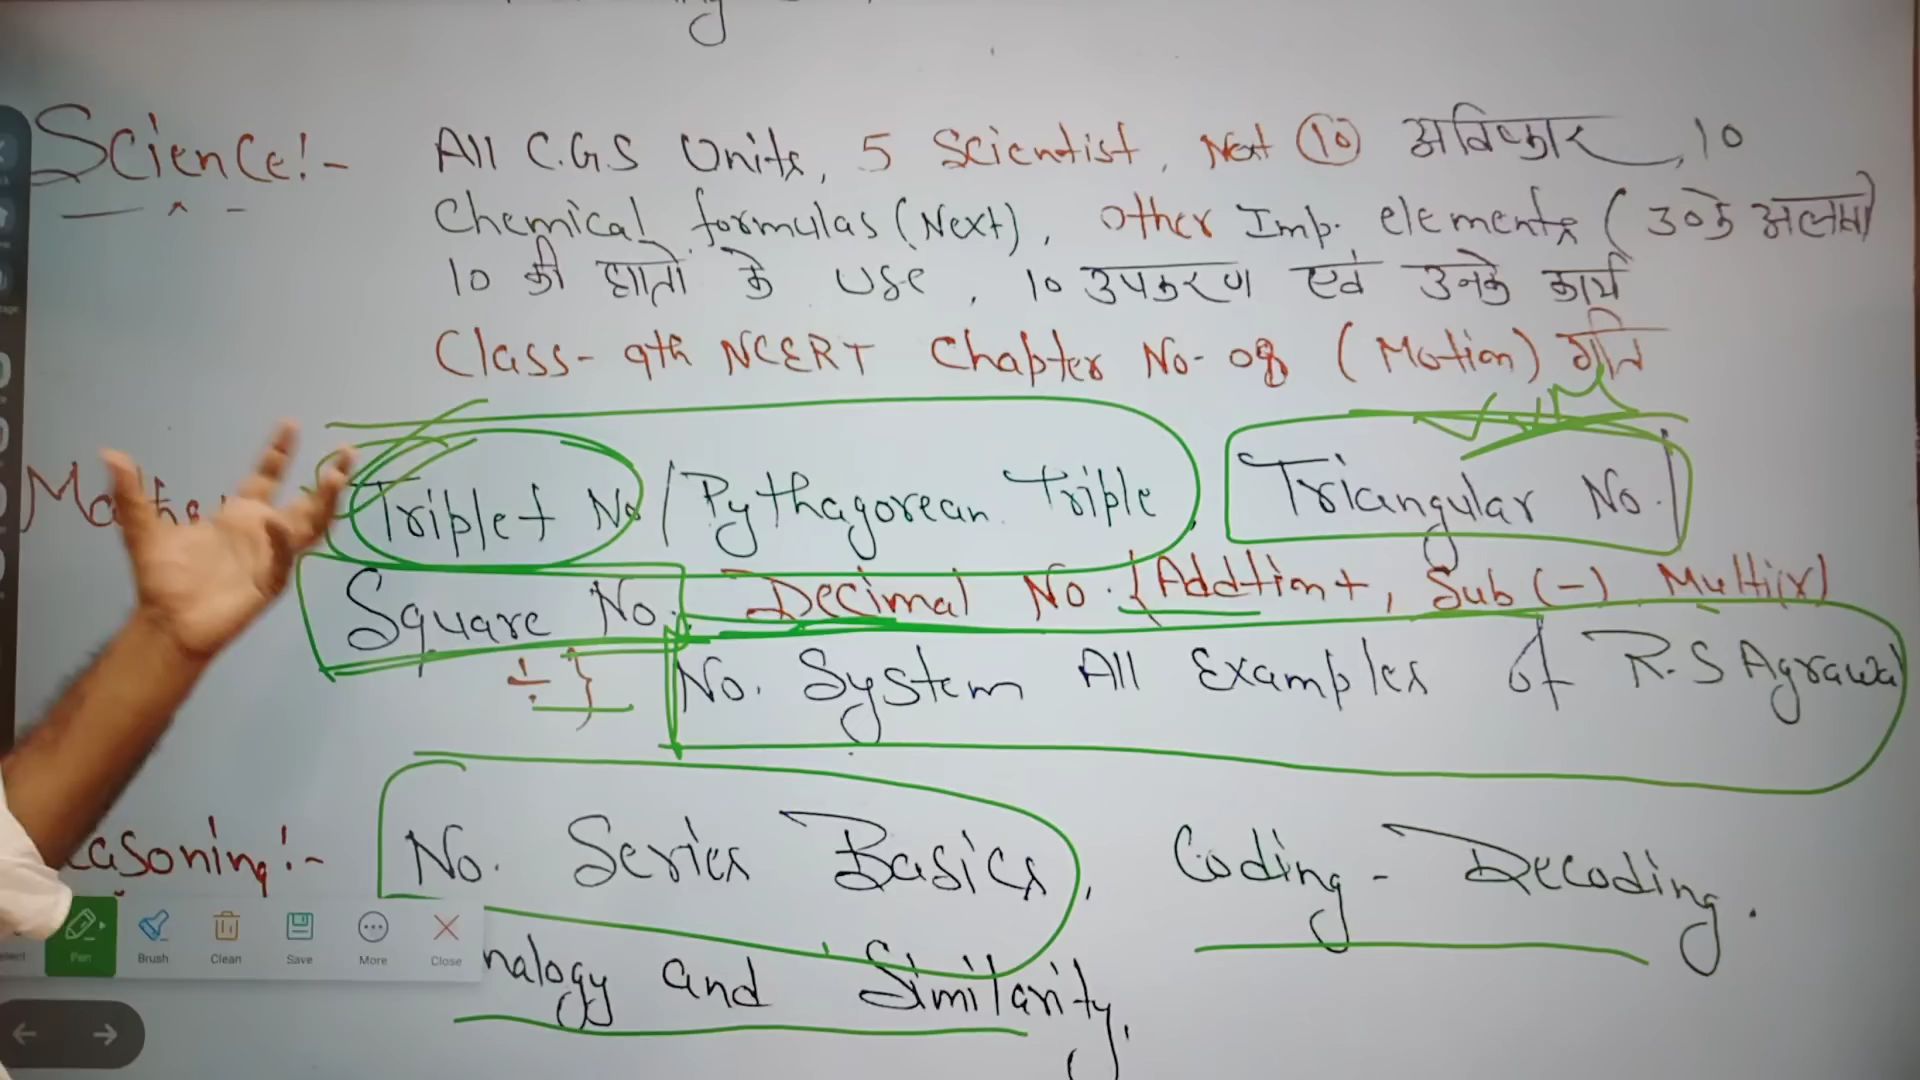 Science:- All C.G.S Units, 5 Scientist, Next 10 अविष्कार, 10
Chemical formulas (Next), Other Imp. elements (
10 की धातो के Use, 10 उपकरण एवं उनके कार्य
Class- 9th NCERT Chapter No- 08 (Motion) गति
Triplet No/Pythagorean Triple, Triangular No.
Square No. Decimal No. {Addtion+, Sub (-) Multi(x)
÷}
No. System All Examples of R.S Agrawal
No. Series Basics, Coding- Decoding.
nalogy and Similarity,
Pen
Brush
Clean
Save
More
Close